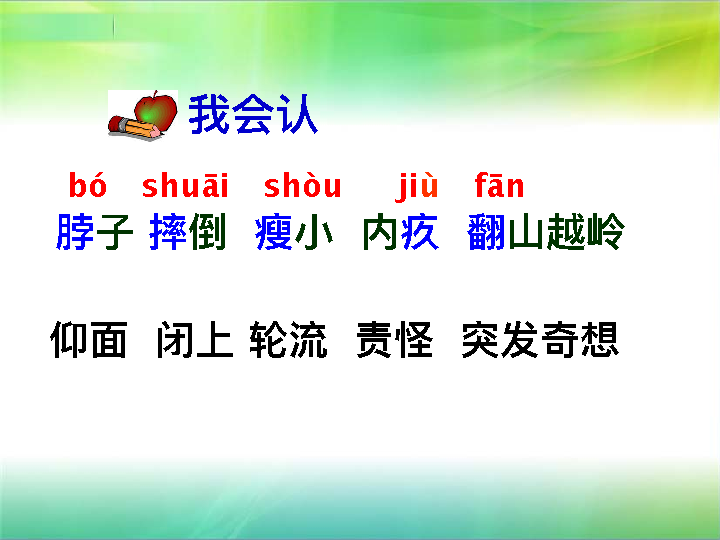 我会认
bó shuāi shòu jiù fān
脖子 摔倒 瘦小 内疚 翻山越岭
仰面 闭上 轮流 责怪 突发奇想